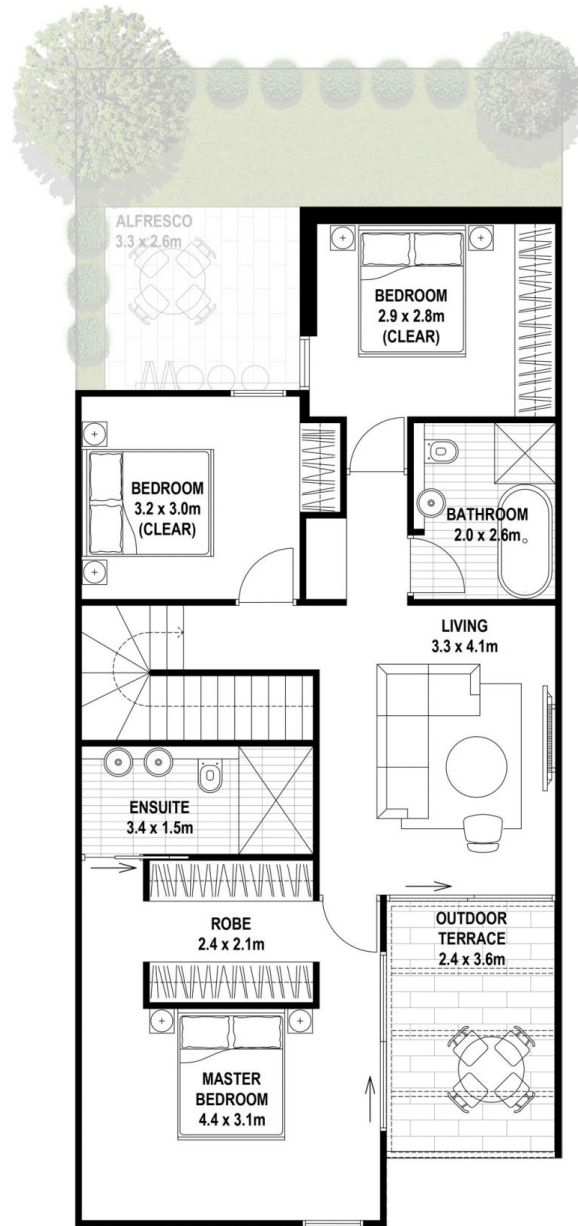 ALFRESCO
3.3 x 2.6m
BEDROOM
2.9 x 2.8m
(CLEAR)
BEDROOM
3.2 x 3.0m
(CLEAR)
BATHROOM
2.0 x 2.6m
LIVING
3.3 x 4.1m
ENSUITE
3.4 x 1.5m
ROBE
2.4 x 2.1m
OUTDOOR
TERRACE
2.4 x 3.6m
MASTER
BEDROOM
4.4 x 3.1m